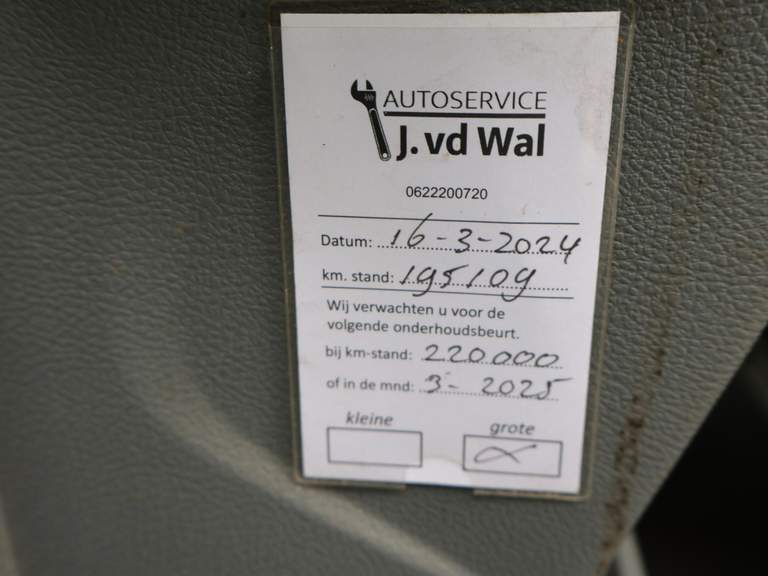 AUTOSERVICE
J. vd Wal
0622200720
Datum: 16-3-2024
km. stand: 195109
Wij verwachten u voor de
volgende onderhoudsbeurt.
bij km-stand: 220.000
of in de mnd: 3- 2025
kleine grote